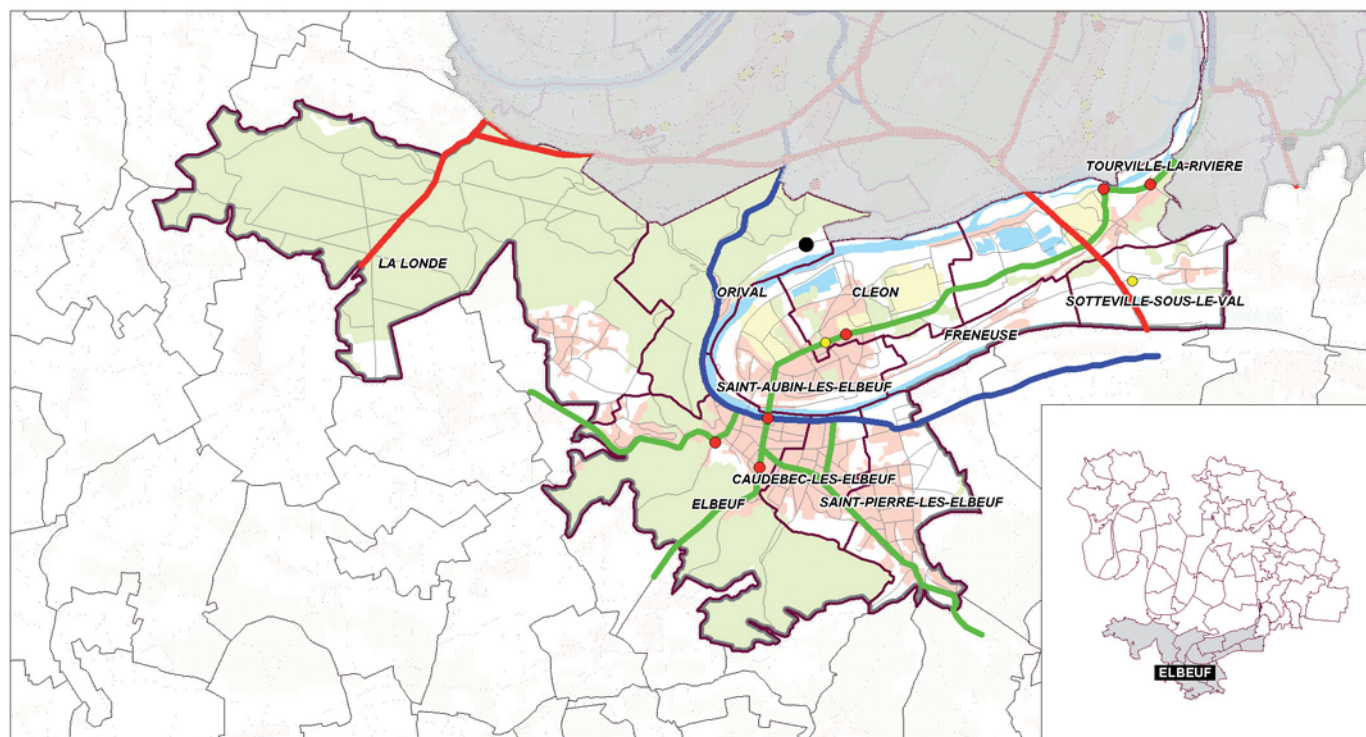 TOURVILLE-LA-RIVIERE
LA LONDE
ORIVAL
CLEON
SOTTEVILLE-SOUS-LE-VAL
FRENEUSE
SAINT-AUBIN-LES-ELBEUF
CAUDEBEC-LES-ELBEUF
ELBEUF
SAINT-PIERRE-LES-ELBEUF
ELBEUF